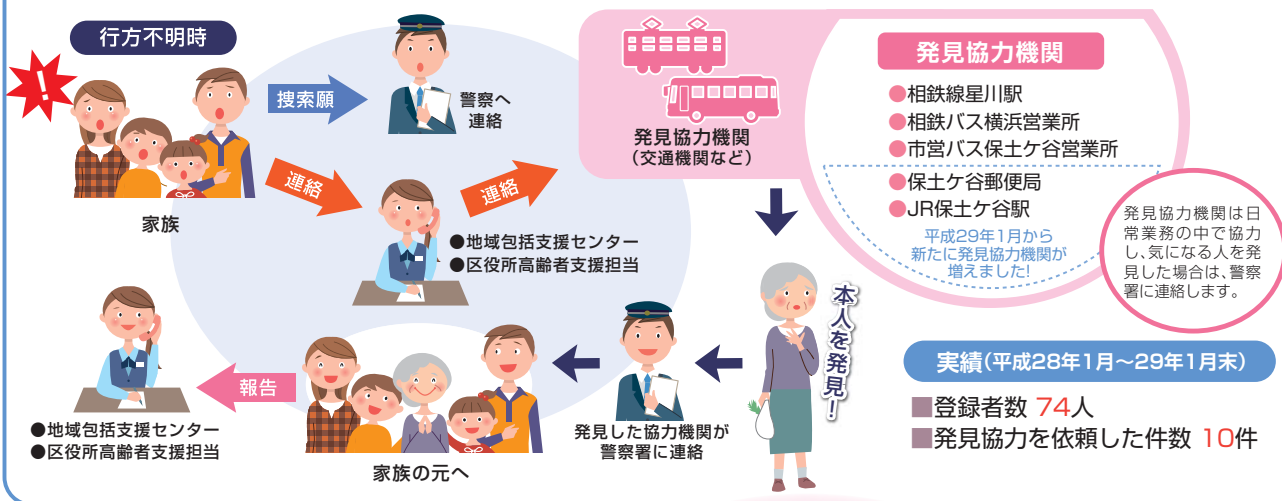 行方不明時
!
捜索願
警察へ
連絡
家族
連絡
連絡
●地域包括支援センター
●区役所高齢者支援担当
発見協力機関
(交通機関など)
発見協力機関
●相鉄線星川駅
●相鉄バス横浜営業所
●市営バス保土ケ谷営業所
●保土ケ谷郵便局
●JR保土ケ谷駅
平成29年1月から
新たに発見協力機関が
増えました!
発見協力機関は日
常業務の中で協力
し、気になる人を発
見した場合は、警察
署に連絡します。
本人を発見!
発見した協力機関が
警察署に連絡
家族の元へ
報告
●地域包括支援センター
●区役所高齢者支援担当
実績(平成28年1月～29年1月末)
■登録者数 74人
■発見協力を依頼した件数 10件